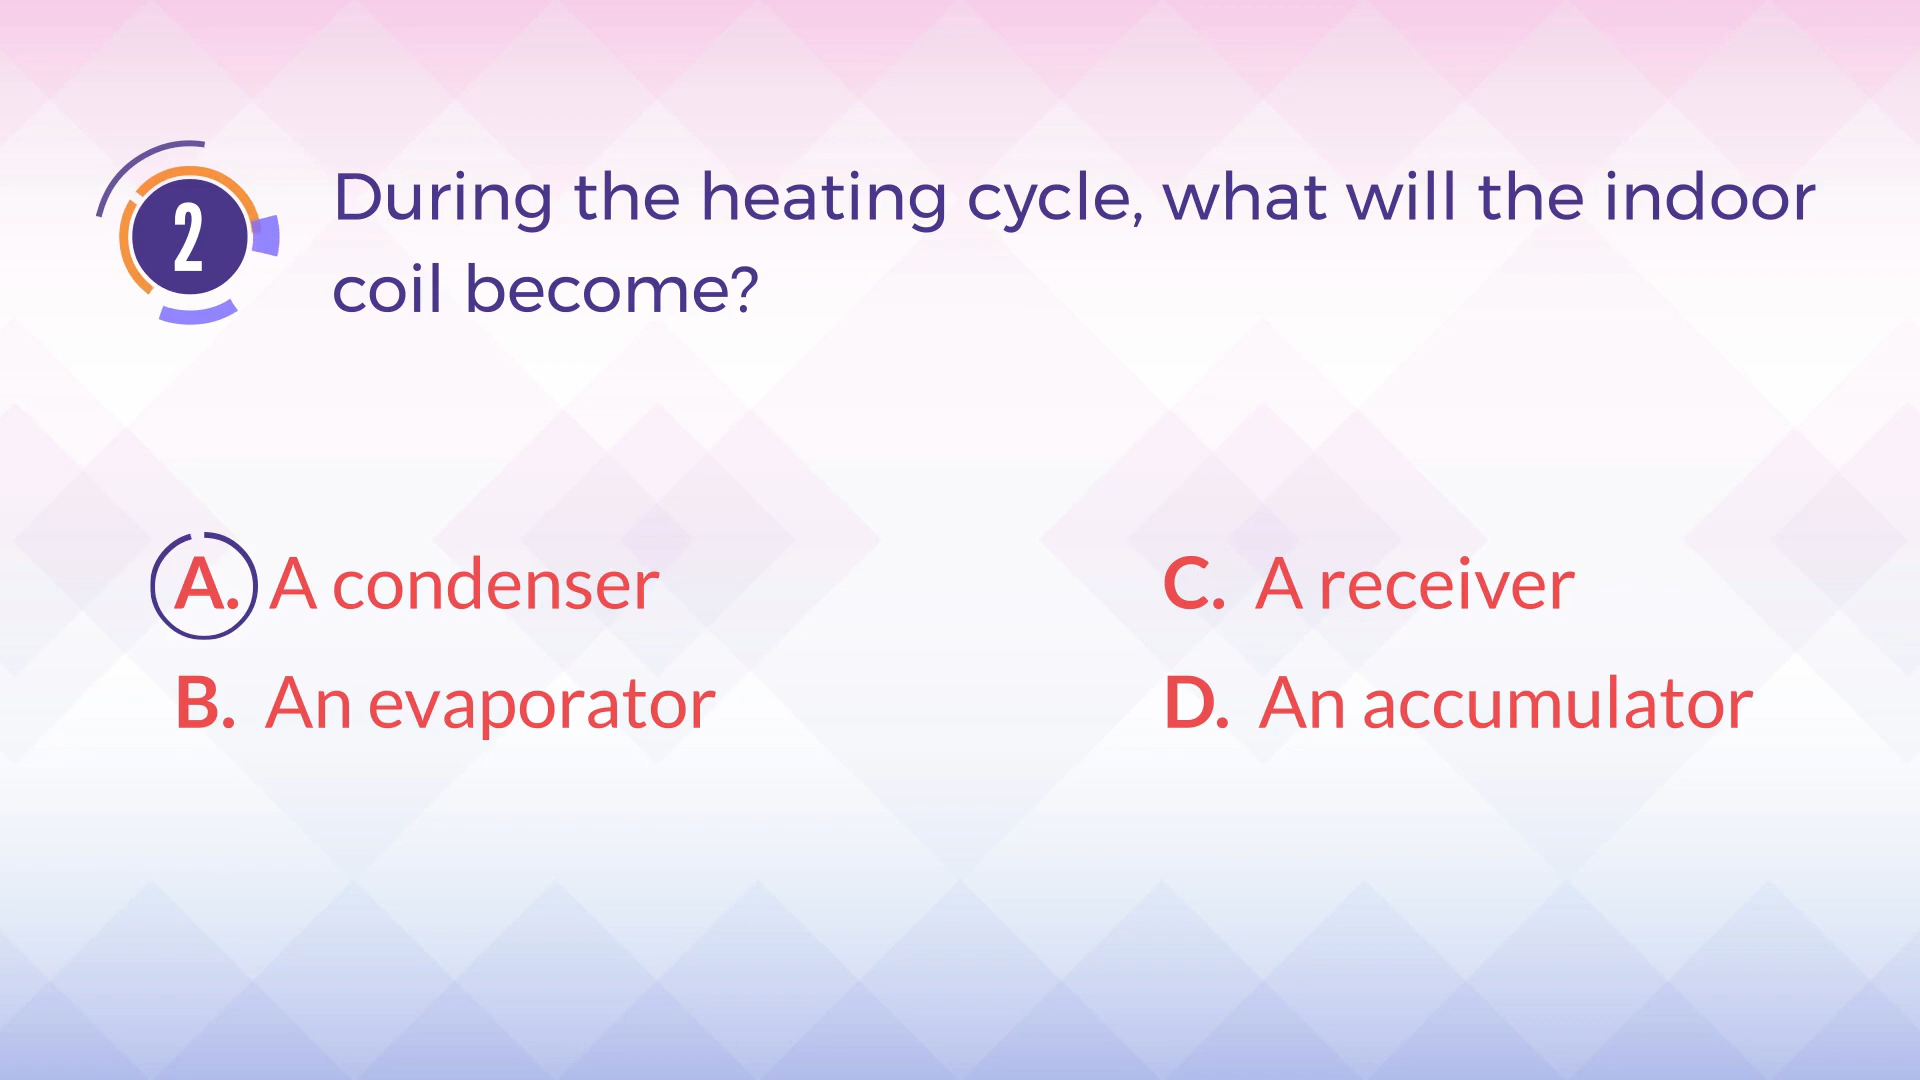 2
During the heating cycle, what will the indoor
coil become?
A. A condenser
B. An evaporator
C. A receiver
D. An accumulator